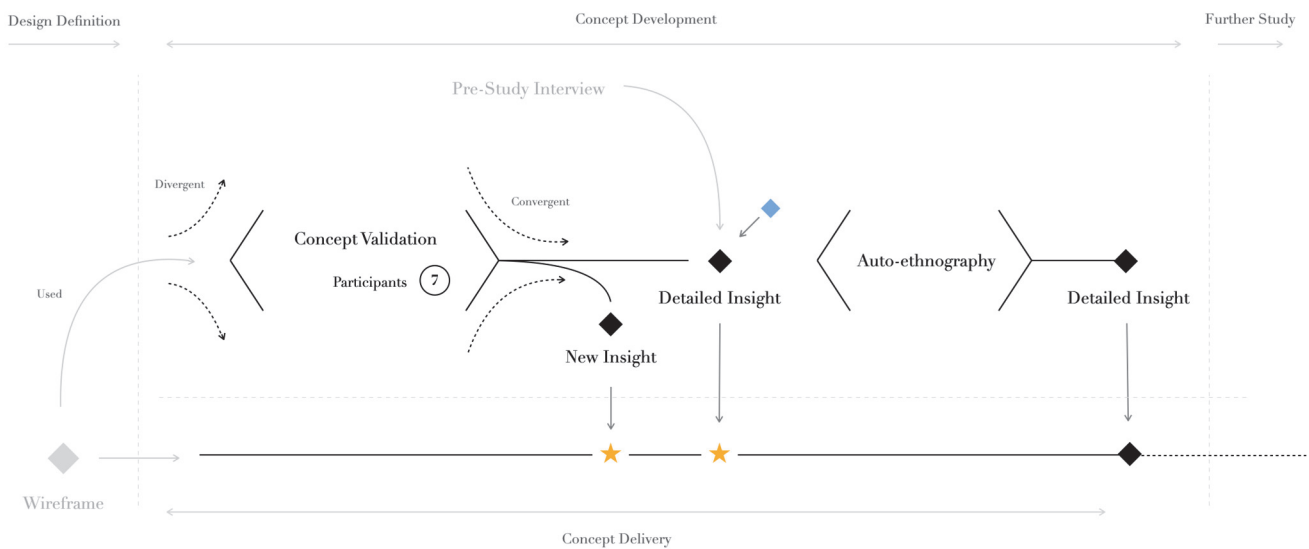 Design Definition
Concept Development
Further Study
Pre-Study Interview
Divergent
Convergent
Concept Validation
Participants 7
Auto-ethnography
Used
Detailed Insight
Detailed Insight
New Insight
Wireframe
Concept Delivery